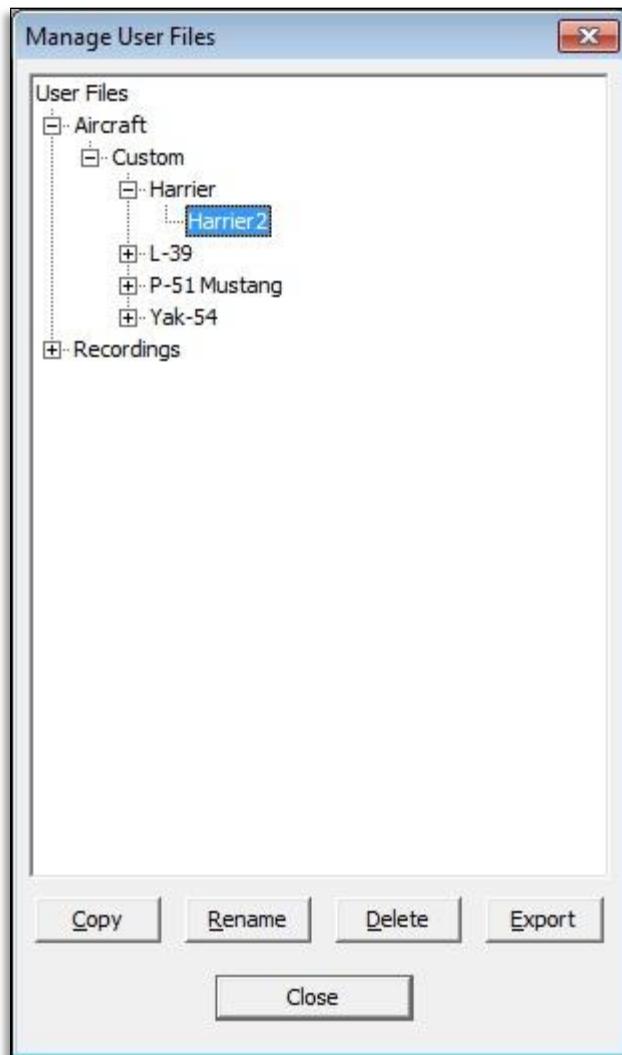 Manage User Files
User Files
Aircraft
Custom
Harrier
Harrier2
L-39
P-51 Mustang
Yak-54
Recordings
Copy Rename Delete Export
Close